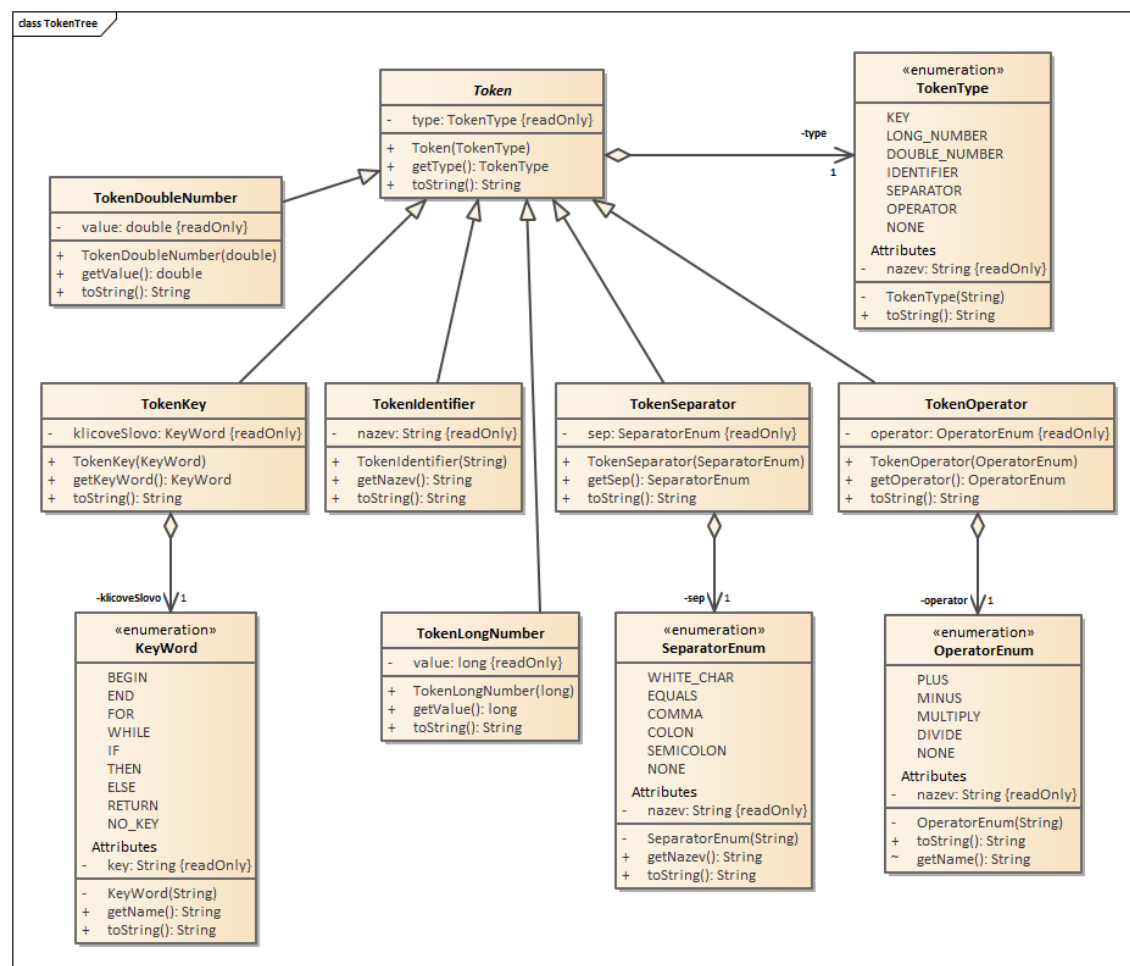 class TokenTree
Token
- type: TokenType {readOnly}
+ Token(TokenType)
+ getType(): TokenType
+ toString(): String
-type
1
«enumeration»
TokenType
KEY
LONG_NUMBER
DOUBLE_NUMBER
IDENTIFIER
SEPARATOR
OPERATOR
NONE
Attributes
- nazev: String {readOnly}
- TokenType(String)
+ toString(): String
TokenDoubleNumber
- value: double {readOnly}
+ TokenDoubleNumber(double)
+ getValue(): double
+ toString(): String
TokenKey
- klicoveSlovo: KeyWord {readOnly}
+ TokenKey(KeyWord)
+ getKeyWord(): KeyWord
+ toString(): String
TokenIdentifier
- nazev: String {readOnly}
+ TokenIdentifier(String)
+ getNazev(): String
+ toString(): String
TokenSeparator
- sep: SeparatorEnum {readOnly}
+ TokenSeparator(SeparatorEnum)
+ getSep(): SeparatorEnum
+ toString(): String
TokenOperator
- operator: OperatorEnum {readOnly}
+ TokenOperator(OperatorEnum)
+ getOperator(): OperatorEnum
+ toString(): String
-klicoveSlovo 1
«enumeration»
KeyWord
BEGIN
END
FOR
WHILE
IF
THEN
ELSE
RETURN
NO_KEY
Attributes
- key: String {readOnly}
- KeyWord(String)
+ getName(): String
+ toString(): String
TokenLongNumber
- value: long {readOnly}
+ TokenLongNumber(long)
+ getValue(): long
+ toString(): String
-sep 1
«enumeration»
SeparatorEnum
WHITE_CHAR
EQUALS
COMMA
COLON
SEMICOLON
NONE
Attributes
- nazev: String {readOnly}
- SeparatorEnum(String)
+ getNazev(): String
+ toString(): String
-operator 1
«enumeration»
OperatorEnum
PLUS
MINUS
MULTIPLY
DIVIDE
NONE
Attributes
- nazev: String {readOnly}
- OperatorEnum(String)
+ toString(): String
~ getName(): String